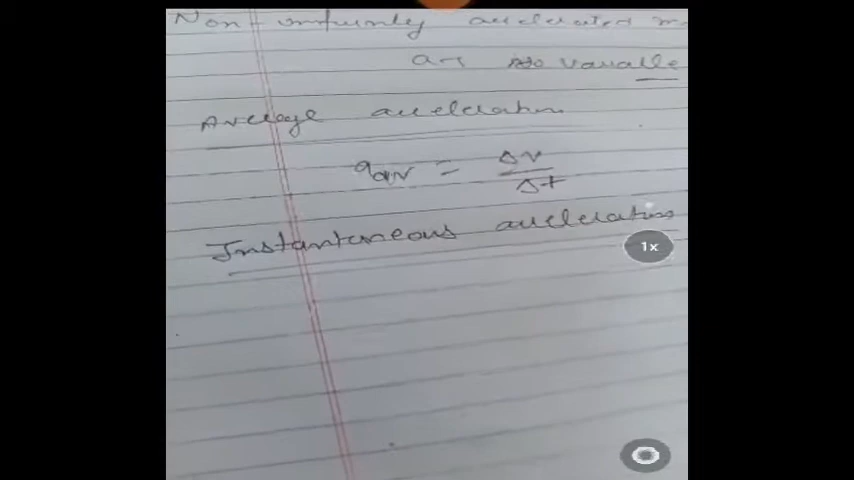 Non-uniformly accelerated m
a → variable
Average acceleration
aav = Δv
Δt
Instantaneous acceleration
1x